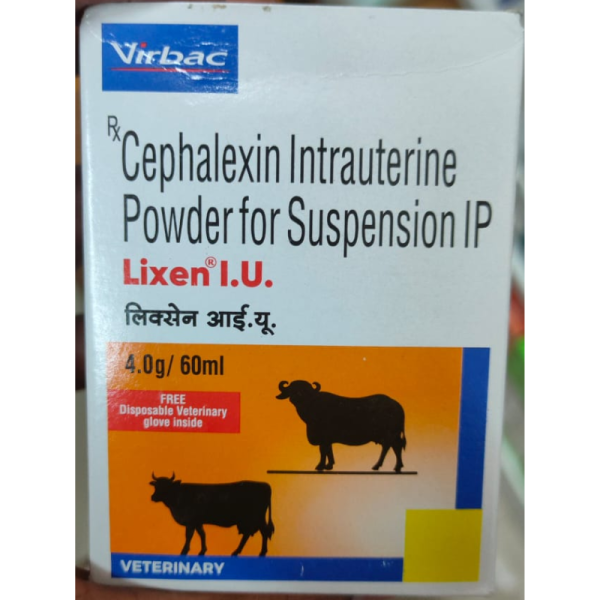 Virbac
Rx Cephalexin Intrauterine
Powder for Suspension IP
Lixen® I.U.
लिक्सेन आई.यू.
4.0g/ 60ml
FREE
Disposable Veterinary
glove inside
VETERINARY